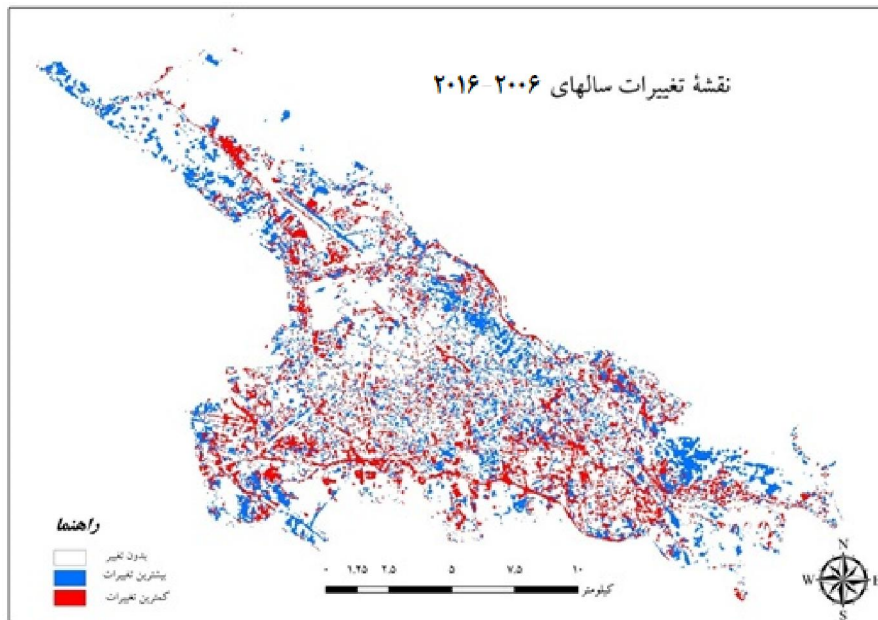 نقشۀ تغییرات سالهای ۲۰۰۶-۲۰۱۶
راهنما
بدون تغییر
بیشترین تغییرات
کمترین تغییرات
۰ ۱.۲۵ ۲.۵ ۵ ۷.۵ ۱۰
کیلومتر
N
W E
S